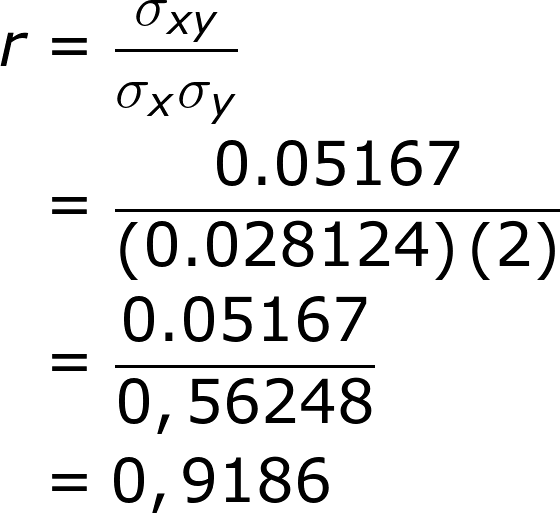 r = σxy / σxσy
= 0.05167 / (0.028124)(2)
= 0.05167 / 0,56248
= 0,9186